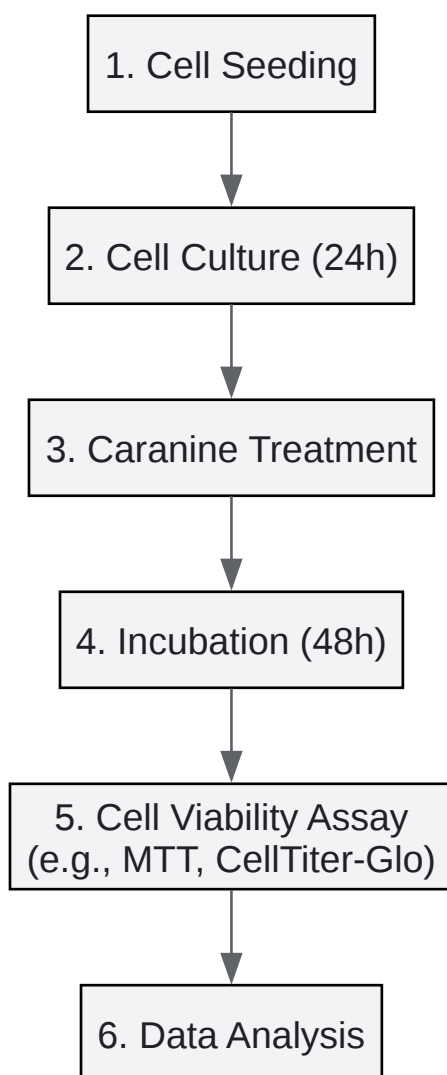 1. Cell Seeding
2. Cell Culture (24h)
3. Caranine Treatment
4. Incubation (48h)
5. Cell Viability Assay
(e.g., MTT, CellTiter-Glo)
6. Data Analysis